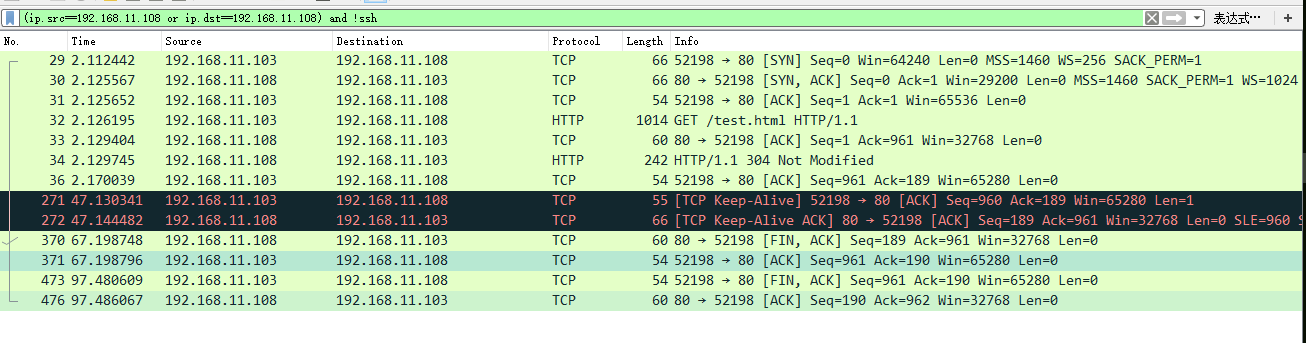 (ip.src==192.168.11.108 or ip.dst==192.168.11.108) and !ssh 表达式…
No. Time Source Destination Protocol Length Info
29 2.112442 192.168.11.103 192.168.11.108 TCP 66 52198 → 80 [SYN] Seq=0 Win=64240 Len=0 MSS=1460 WS=256 SACK_PERM=1
30 2.125567 192.168.11.108 192.168.11.103 TCP 66 80 → 52198 [SYN, ACK] Seq=0 Ack=1 Win=29200 Len=0 MSS=1460 SACK_PERM=1 WS=1024
31 2.125652 192.168.11.103 192.168.11.108 TCP 54 52198 → 80 [ACK] Seq=1 Ack=1 Win=65536 Len=0
32 2.126195 192.168.11.103 192.168.11.108 HTTP 1014 GET /test.html HTTP/1.1
33 2.129404 192.168.11.108 192.168.11.103 TCP 60 80 → 52198 [ACK] Seq=1 Ack=961 Win=32768 Len=0
34 2.129745 192.168.11.108 192.168.11.103 HTTP 242 HTTP/1.1 304 Not Modified
36 2.170039 192.168.11.103 192.168.11.108 TCP 54 52198 → 80 [ACK] Seq=961 Ack=189 Win=65280 Len=0
271 47.130341 192.168.11.103 192.168.11.108 TCP 55 [TCP Keep-Alive] 52198 → 80 [ACK] Seq=960 Ack=189 Win=65280 Len=1
272 47.144482 192.168.11.108 192.168.11.103 TCP 66 [TCP Keep-Alive ACK] 80 → 52198 [ACK] Seq=189 Ack=961 Win=32768 Len=0 SLE=960 S
370 67.198748 192.168.11.108 192.168.11.103 TCP 60 80 → 52198 [FIN, ACK] Seq=189 Ack=961 Win=32768 Len=0
371 67.198796 192.168.11.103 192.168.11.108 TCP 54 52198 → 80 [ACK] Seq=961 Ack=190 Win=65280 Len=0
473 97.480609 192.168.11.103 192.168.11.108 TCP 54 52198 → 80 [FIN, ACK] Seq=961 Ack=190 Win=65280 Len=0
476 97.486067 192.168.11.108 192.168.11.103 TCP 60 80 → 52198 [ACK] Seq=190 Ack=962 Win=32768 Len=0